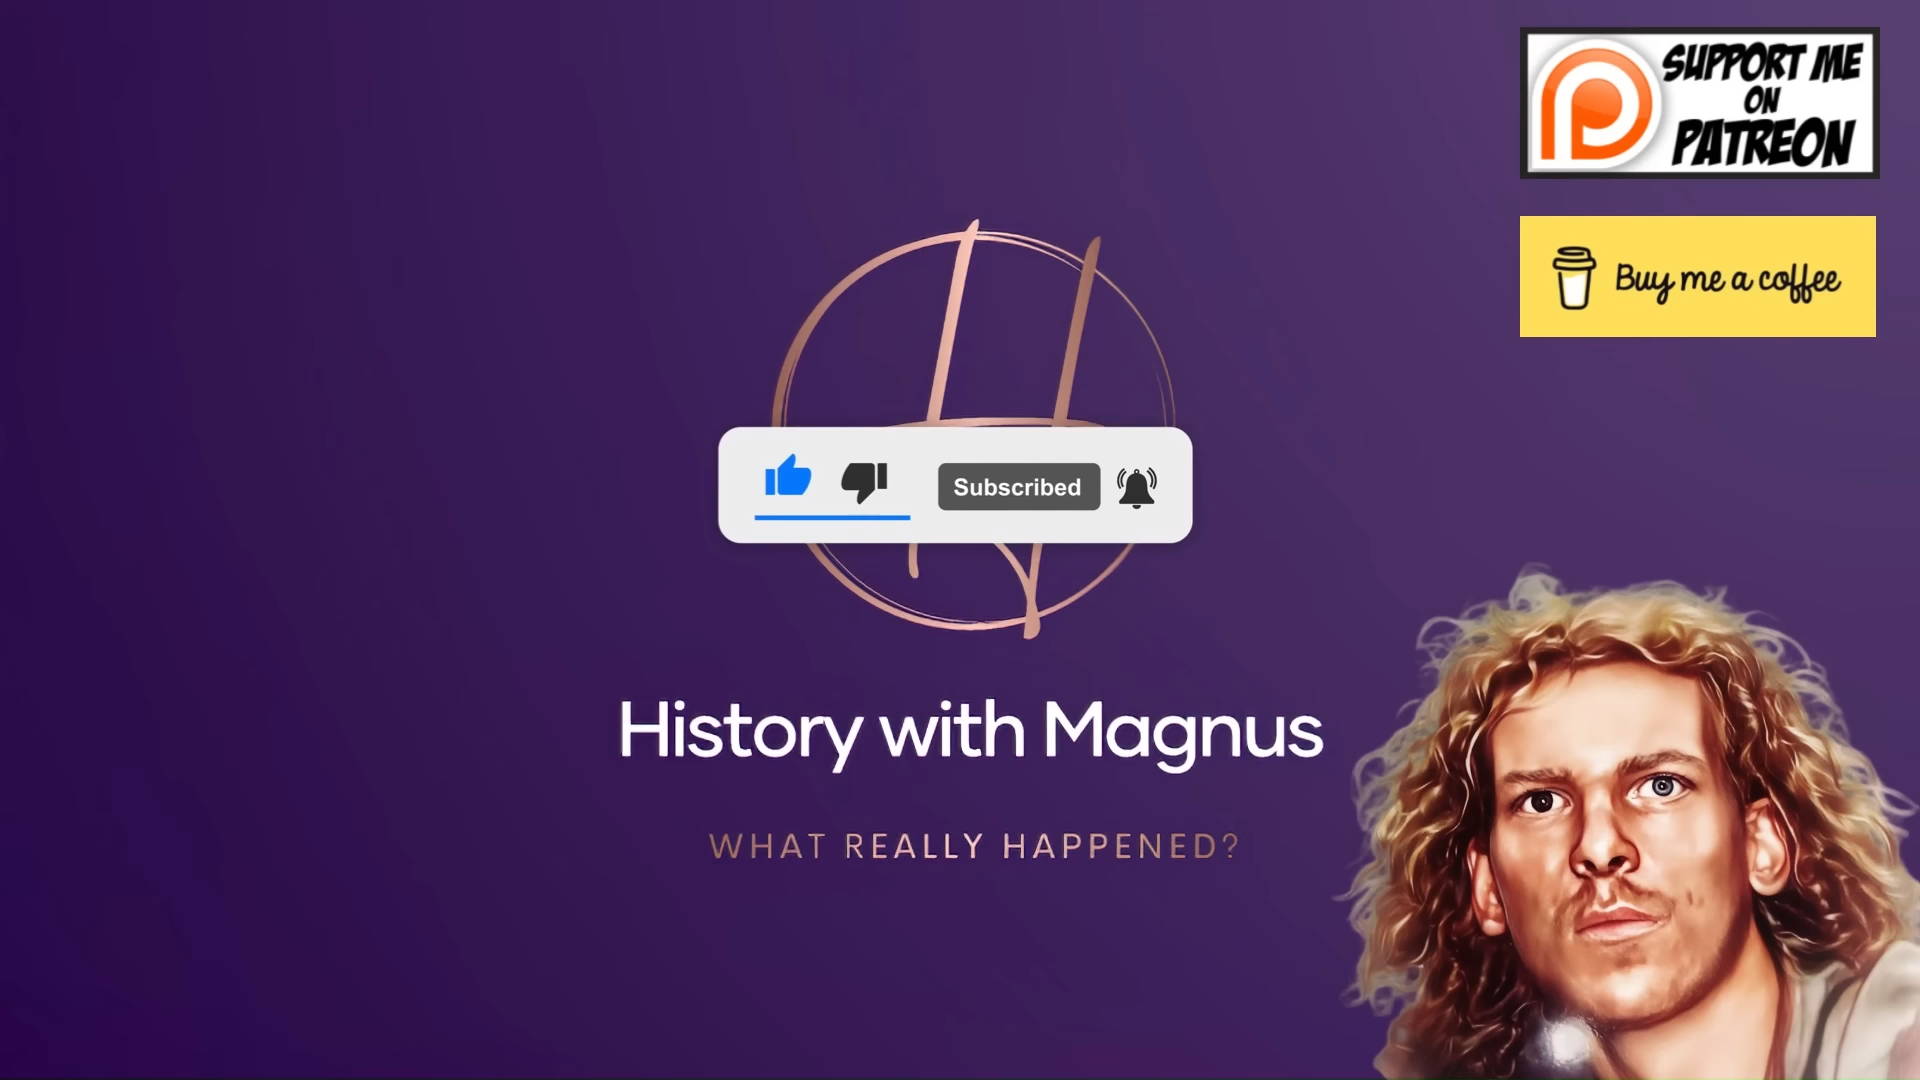 SUPPORT ME
ON
PATREON
Buy me a coffee
Subscribed
History with Magnus
WHAT REALLY HAPPENED?